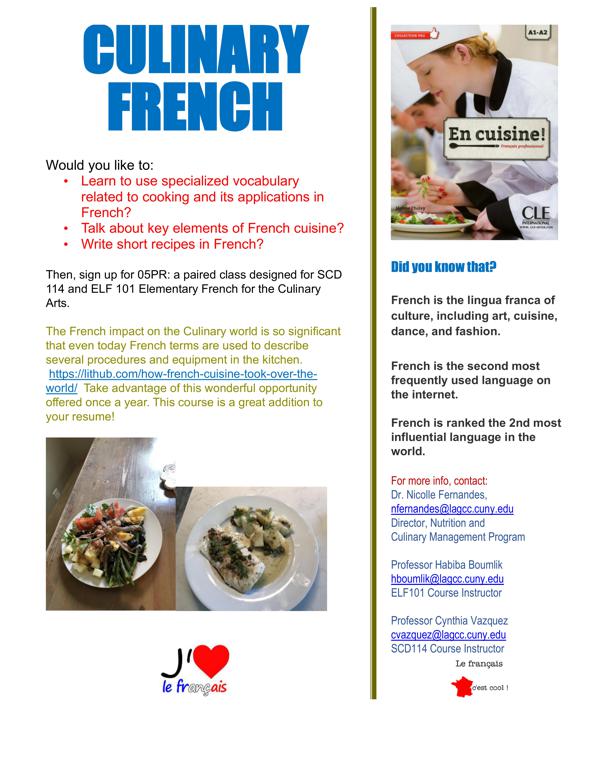 CULINARY
FRENCH
Would you like to:
• Learn to use specialized vocabulary
related to cooking and its applications in
French?
• Talk about key elements of French cuisine?
• Write short recipes in French?
Then, sign up for 05PR: a paired class designed for SCD
114 and ELF 101 Elementary French for the Culinary
Arts.
The French impact on the Culinary world is so significant
that even today French terms are used to describe
several procedures and equipment in the kitchen.
https://lithub.com/how-french-cuisine-took-over-the-
world/ Take advantage of this wonderful opportunity
offered once a year. This course is a great addition to
your resume!
J'
le français
COLLECTION PRO
A1-A2
En cuisine!
Français professionnel
CLE
INTERNATIONAL
WWW.CLE-INTER.COM
Did you know that?
French is the lingua franca of
culture, including art, cuisine,
dance, and fashion.
French is the second most
frequently used language on
the internet.
French is ranked the 2nd most
influential language in the
world.
For more info, contact:
Dr. Nicolle Fernandes,
nfernandes@lagcc.cuny.edu
Director, Nutrition and
Culinary Management Program
Professor Habiba Boumlik
hboumlik@lagcc.cuny.edu
ELF101 Course Instructor
Professor Cynthia Vazquez
cvazquez@lagcc.cuny.edu
SCD114 Course Instructor
Le français
c'est cool !